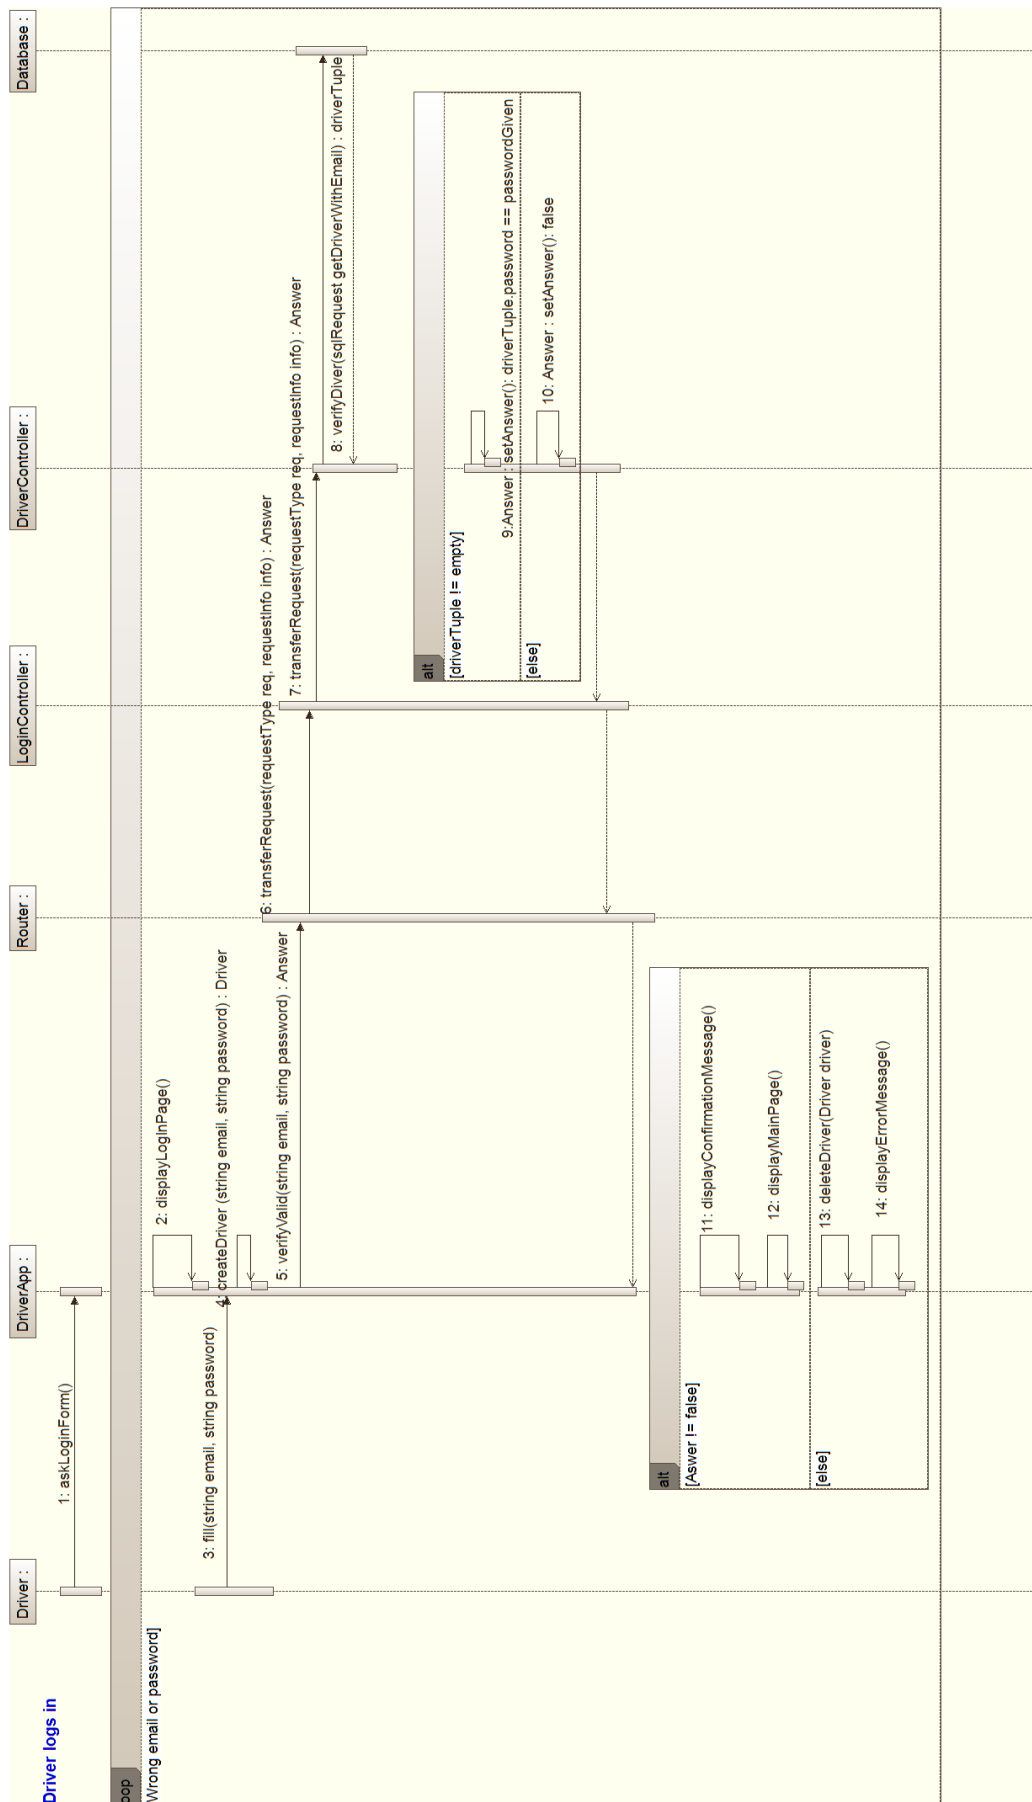 Driver logs in
Driver :
DriverApp :
Router :
LoginController :
DriverController :
Database :
1: askLoginForm()
oop
Wrong email or password]
2: displayLogInPage()
3: fill(string email, string password)
4: createDriver (string email, string password) : Driver
5: verifyValid(string email, string password) : Answer
6: transferRequest(requestType req, requestInfo info) : Answer
7: transferRequest(requestType req, requestInfo info) : Answer
8: verifyDiver(sqlRequest getDriverWithEmail) : driverTuple
alt
[driverTuple != empty]
9:Answer : setAnswer(): driverTuple.password == passwordGiven
[else]
10: Answer : setAnswer(): false
alt
[Aswer != false]
11: displayConfirmationMessage()
12: displayMainPage()
[else]
13: deleteDriver(Driver driver)
14: displayErrorMessage()